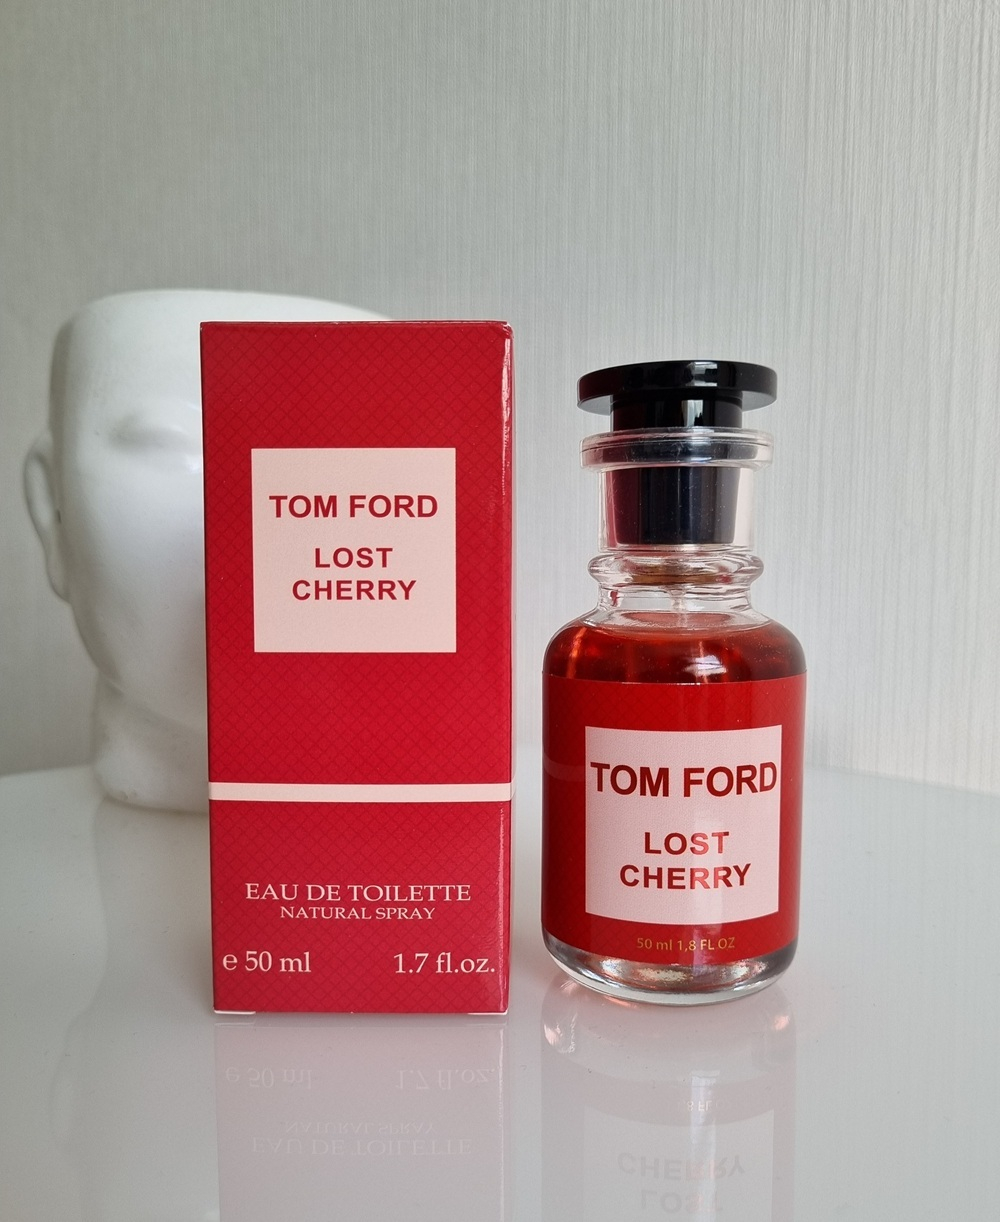 TOM FORD
LOST
CHERRY
EAU DE TOILETTE
NATURAL SPRAY
e 50 ml 1.7 fl.oz.
TOM FORD
LOST
CHERRY
50 ml 1,8 FL OZ